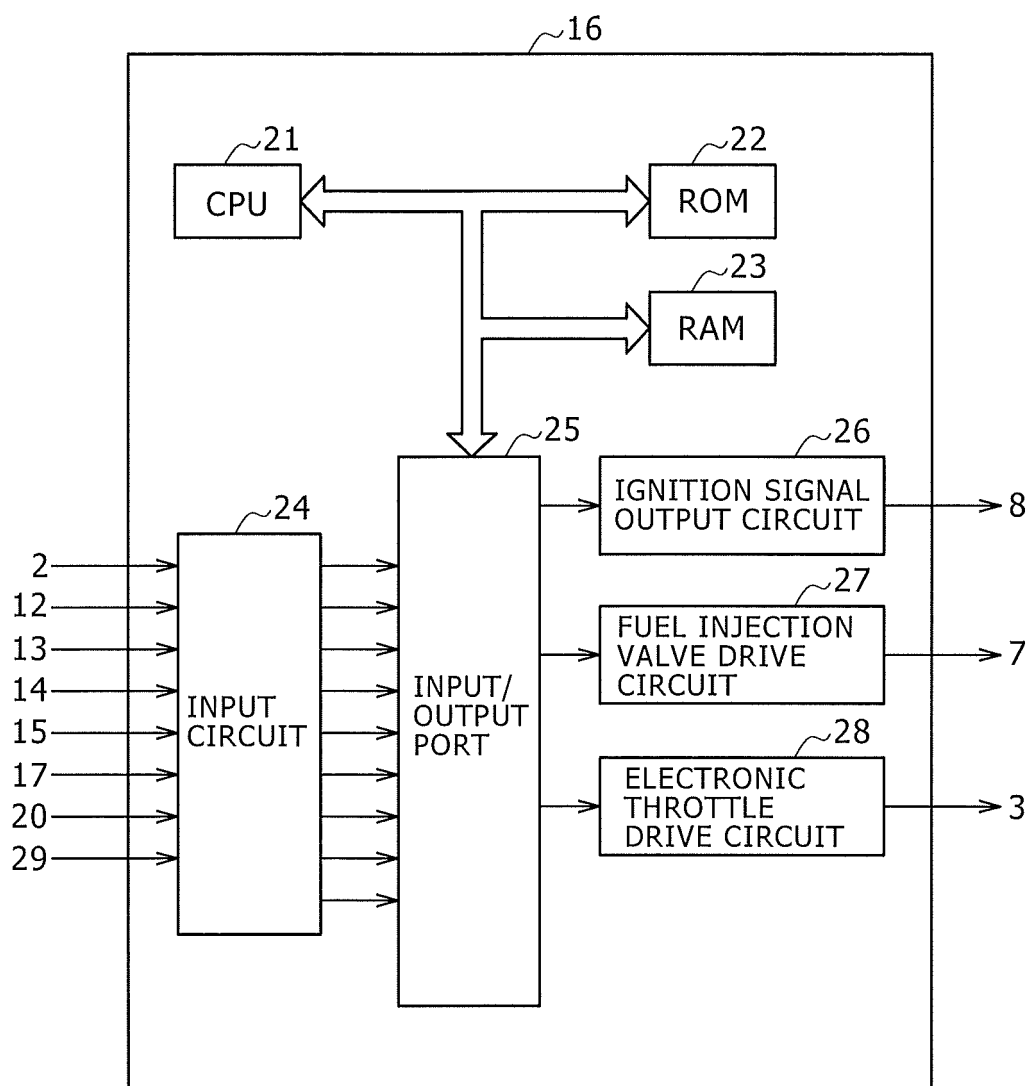 16
21
CPU
22
ROM
23
RAM
25
INPUT/
OUTPUT
PORT
24
INPUT
CIRCUIT
2
12
13
14
15
17
20
29
26
IGNITION SIGNAL
OUTPUT CIRCUIT
8
27
FUEL INJECTION
VALVE DRIVE
CIRCUIT
7
28
ELECTRONIC
THROTTLE
DRIVE CIRCUIT
3